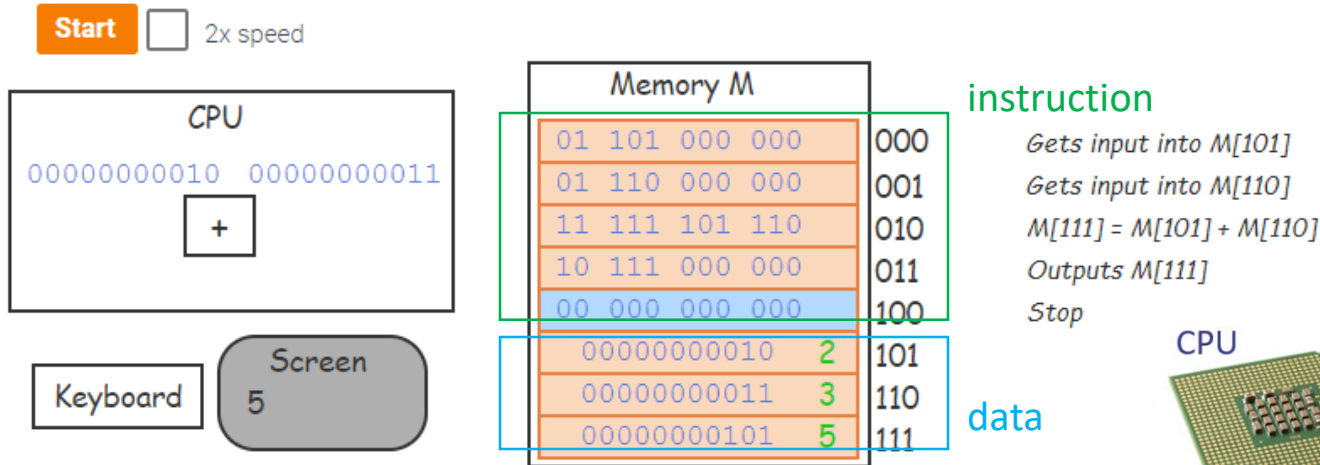 Start 2x speed
CPU
00000000010 00000000011
+
Keyboard
Screen
5
Memory M
01 101 000 000 000
01 110 000 000 001
11 111 101 110 010
10 111 000 000 011
00 000 000 000 100
00000000010 2 101
00000000011 3 110
00000000101 5 111
instruction
Gets input into M[101]
Gets input into M[110]
M[111] = M[101] + M[110]
Outputs M[111]
Stop
data
CPU